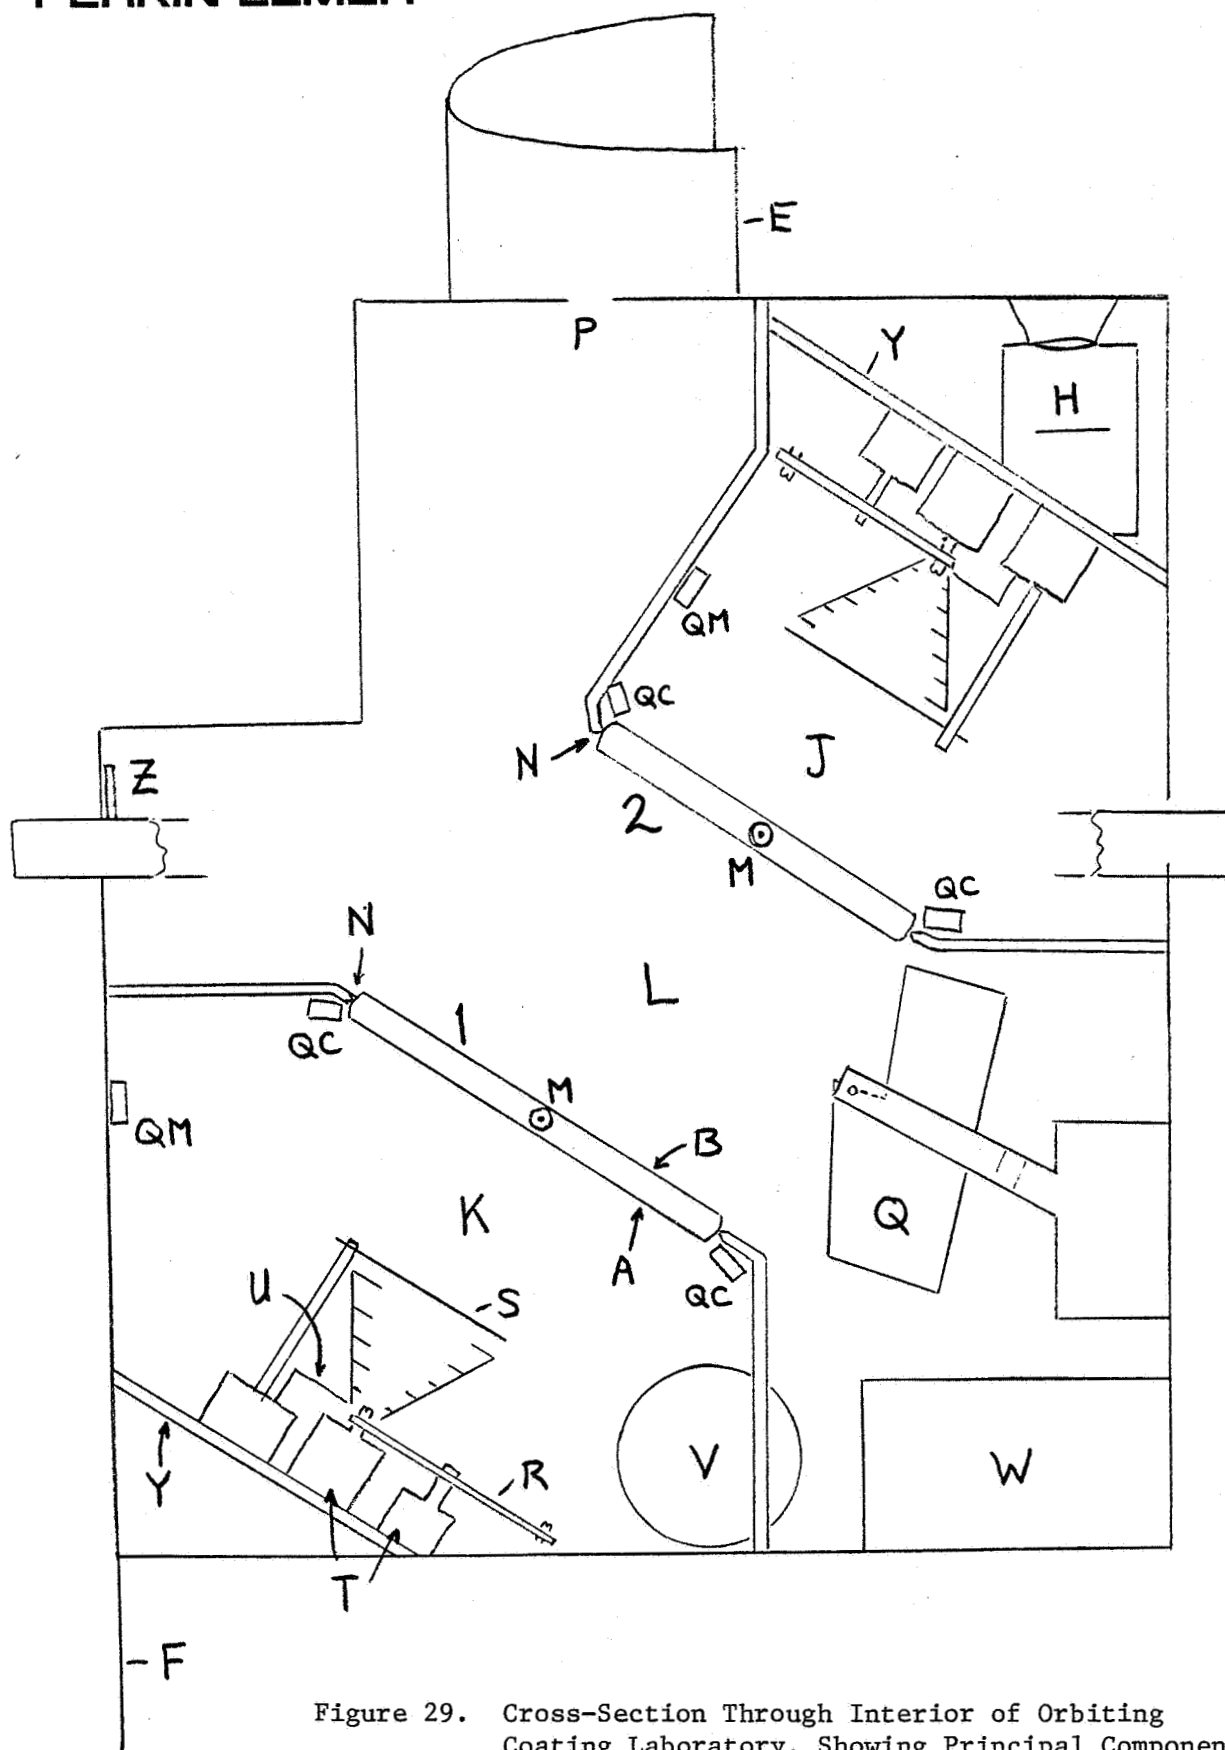 PERKIN-ELMER
E
P
Y
H
QM
QC
J
Z
N
2
M
QC
N
L
1
QC
M
QM
B
K
Q
A
QC
U
S
V
W
Y
R
T
F
Figure 29. Cross-Section Through Interior of Orbiting
Coating Laboratory, Showing Principal Componen